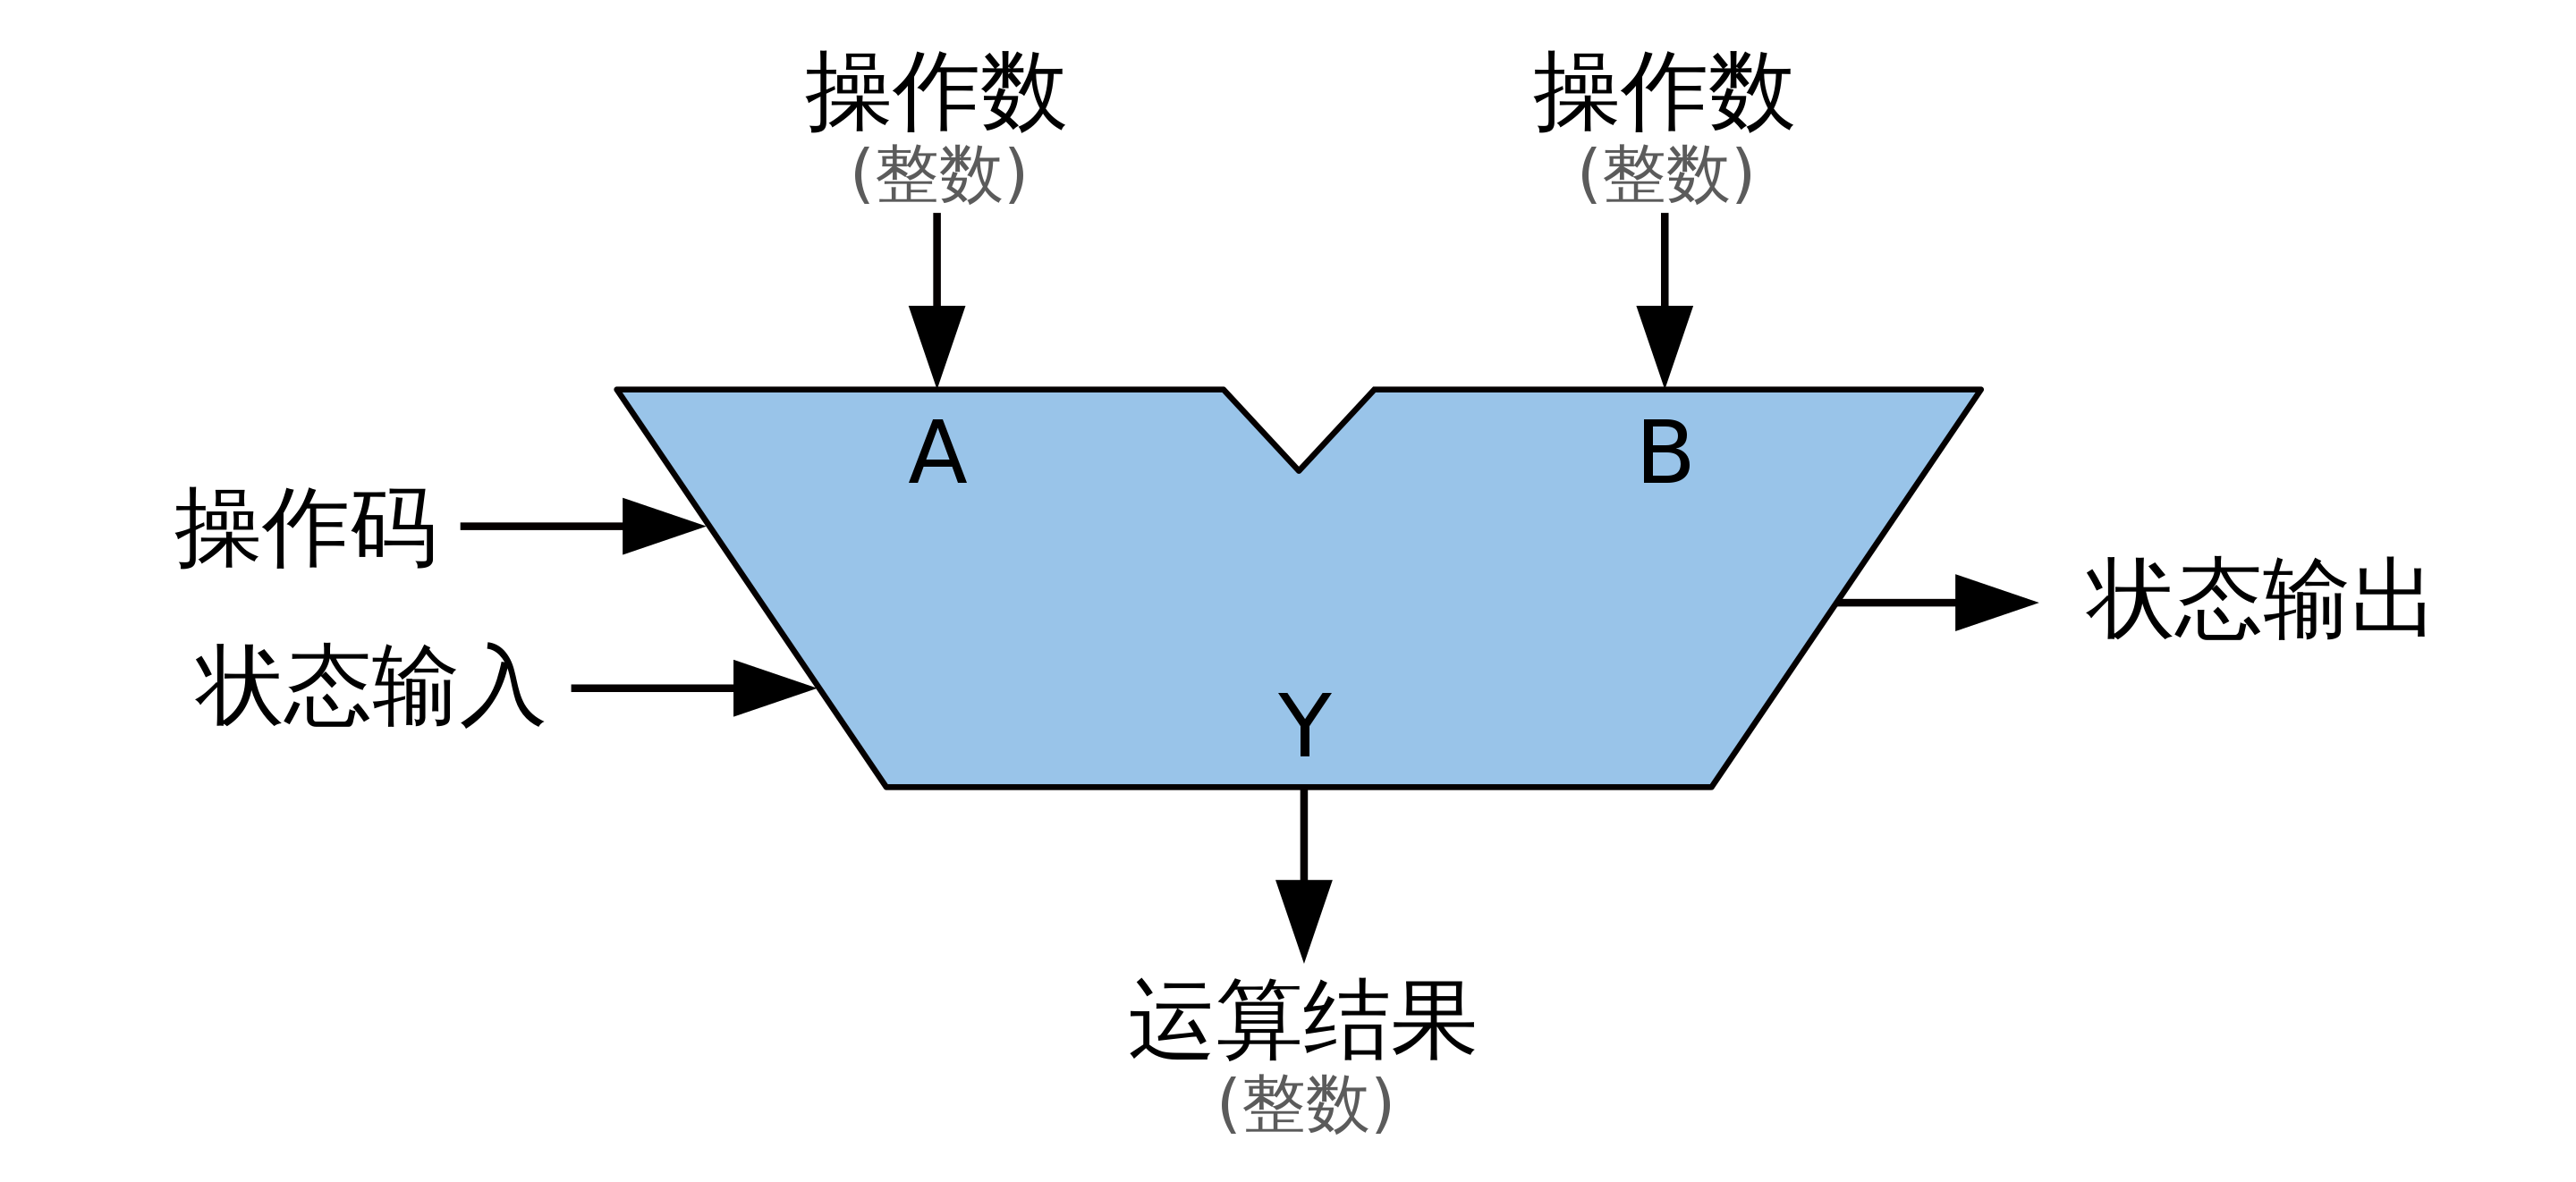 操作数
(整数)
操作数
(整数)
A
B
操作码
状态输入
状态输出
Y
运算结果
(整数)